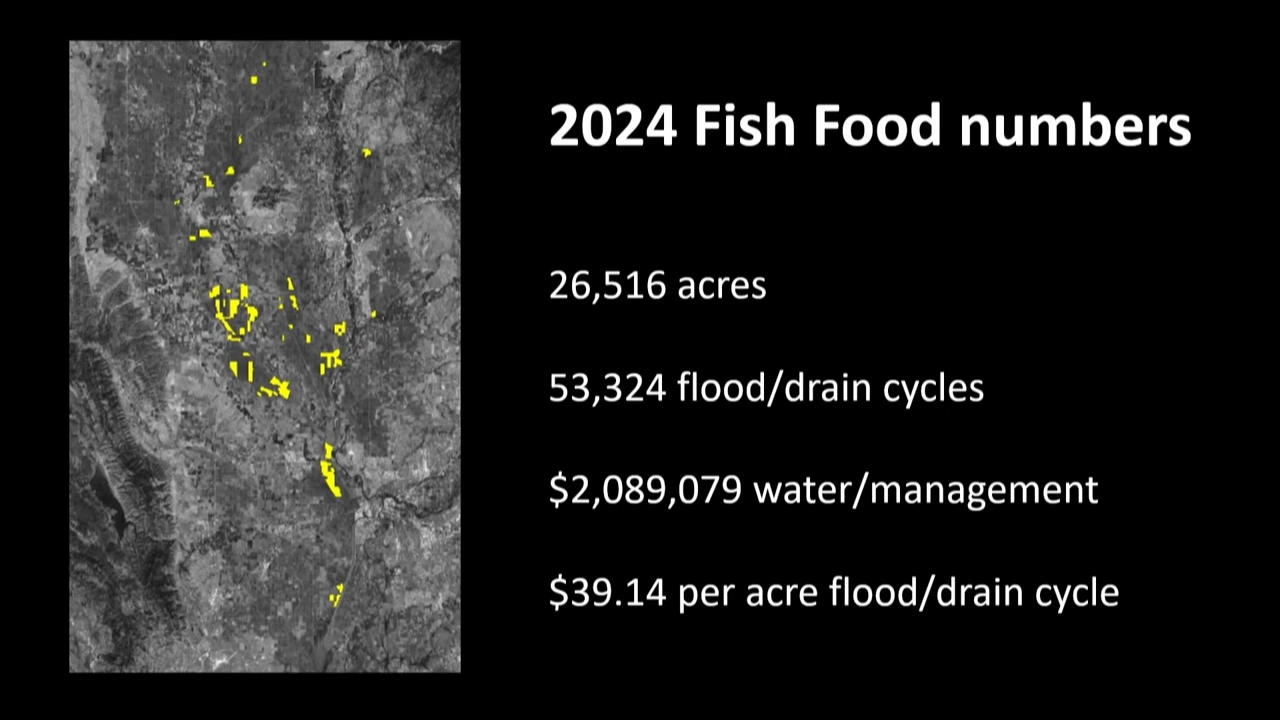 2024 Fish Food numbers
26,516 acres
53,324 flood/drain cycles
$2,089,079 water/management
$39.14 per acre flood/drain cycle